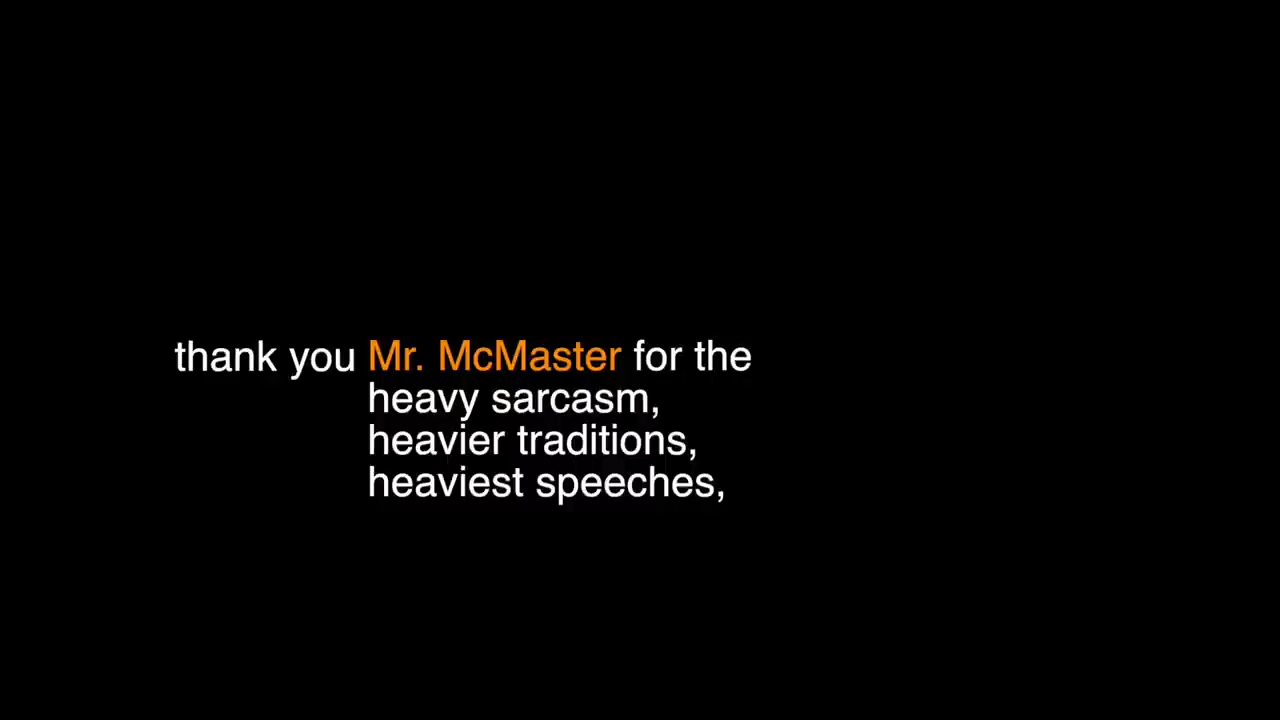 thank you Mr. McMaster for the
heavy sarcasm,
heavier traditions,
heaviest speeches,